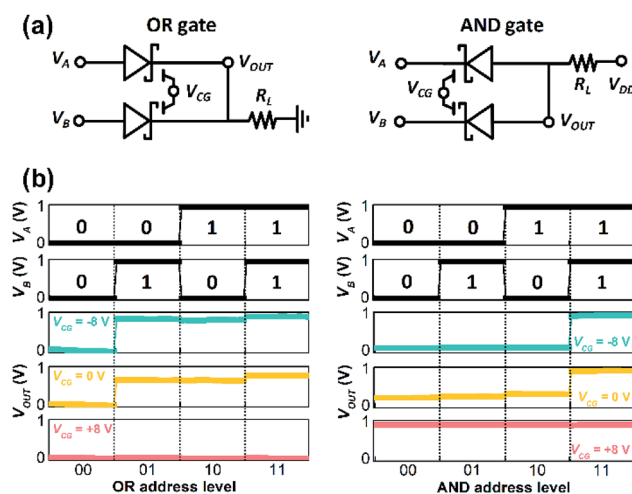 (a)
OR gate
AND gate
V_A
V_OUT
V_CG
V_B
R_L
V_A
V_CG
V_B
R_L
V_DD
V_OUT
(b)
V_A (V)
1
0
0 0 1 1
V_B (V)
1
0
0 1 0 1
V_OUT (V)
1
0
V_CG = -8 V
1
0
V_CG = 0 V
1
0
V_CG = +8 V
00 01 10 11
OR address level
V_A (V)
1
0
0 0 1 1
V_B (V)
1
0
0 1 0 1
V_OUT (V)
1
0
V_CG = -8 V
1
0
V_CG = 0 V
1
0
V_CG = +8 V
00 01 10 11
AND address level